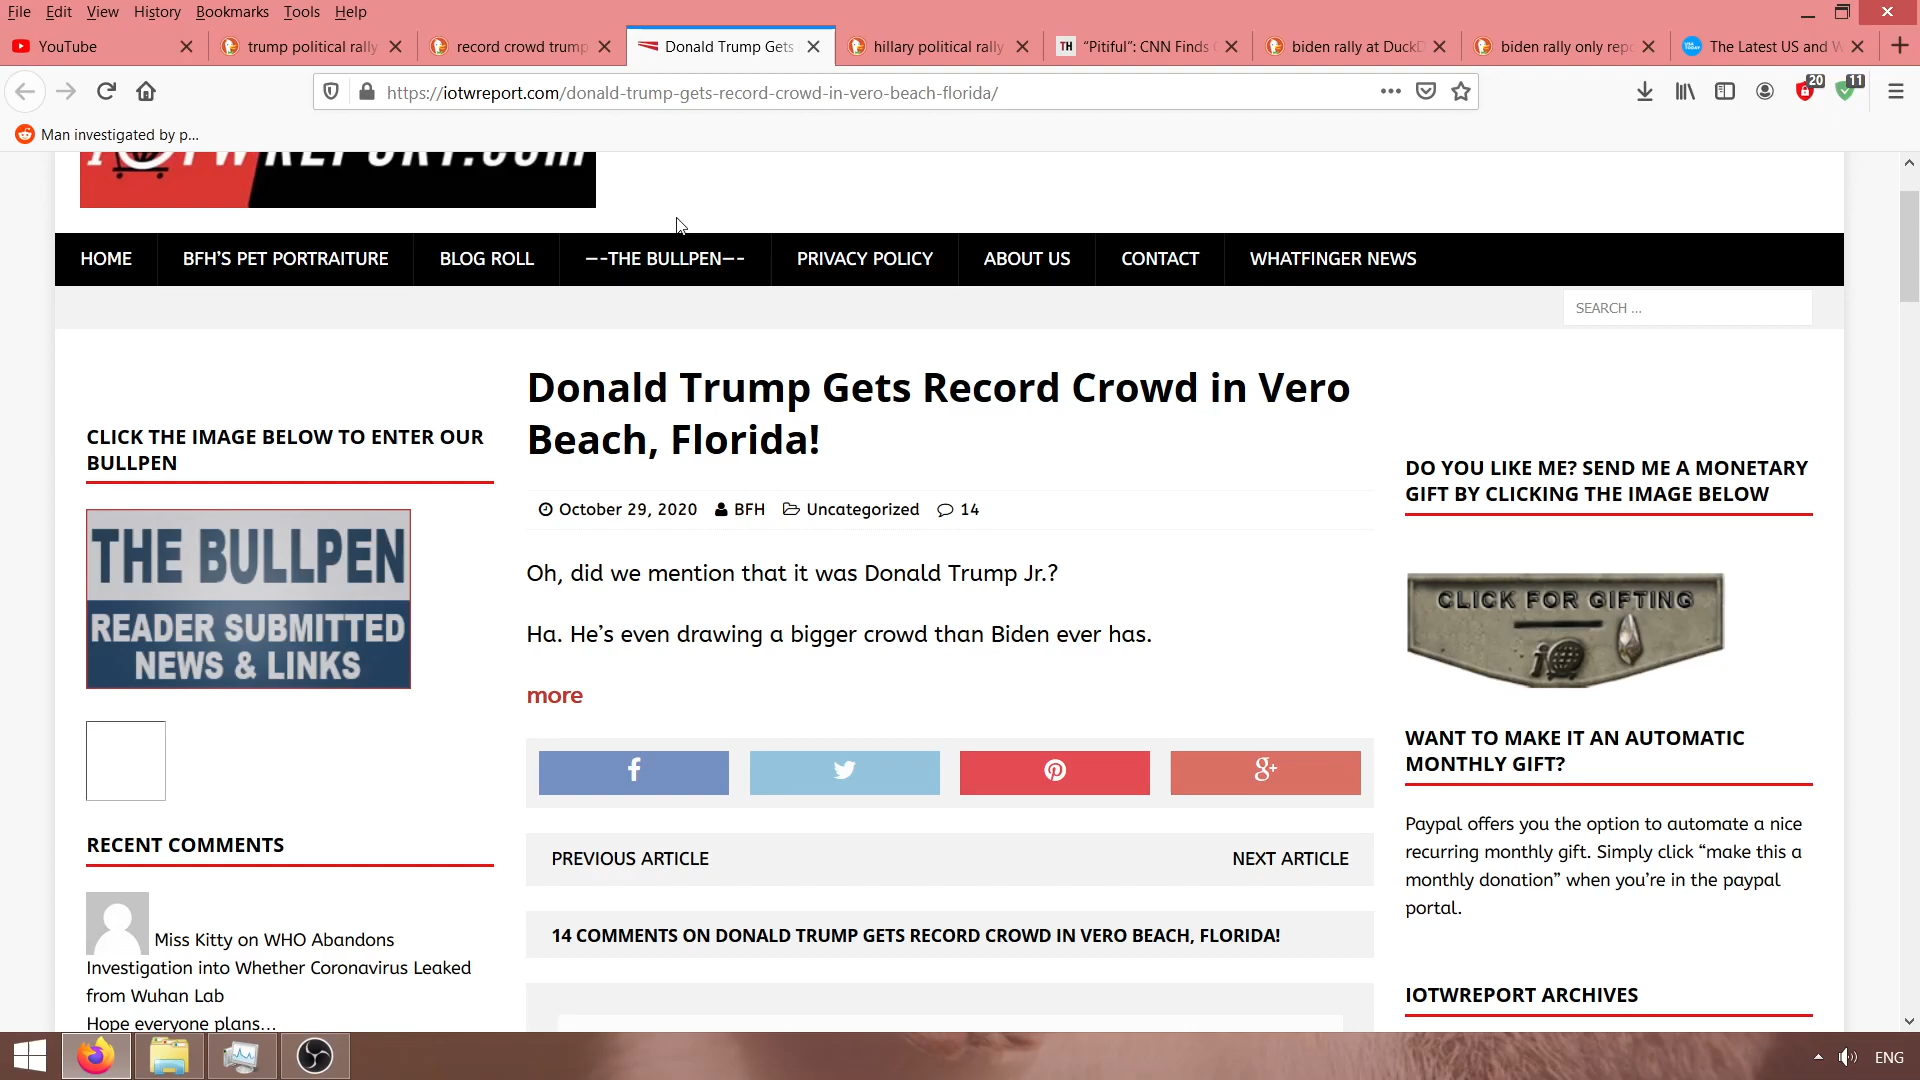 File Edit View History Bookmarks Tools Help
YouTube
trump political rally
record crowd trump
Donald Trump Gets
hillary political rally
TH "Pitiful": CNN Finds
biden rally at DuckD
biden rally only repo
The Latest US and W
https://iotwreport.com/donald-trump-gets-record-crowd-in-vero-beach-florida/
20
11
Man investigated by p...
IOTWREPORT.com
HOME
BFH'S PET PORTRAITURE
BLOG ROLL
—-THE BULLPEN—-
PRIVACY POLICY
ABOUT US
CONTACT
WHATFINGER NEWS
SEARCH ...
CLICK THE IMAGE BELOW TO ENTER OUR
BULLPEN
THE BULLPEN
READER SUBMITTED
NEWS & LINKS
RECENT COMMENTS
Miss Kitty on WHO Abandons
Investigation into Whether Coronavirus Leaked
from Wuhan Lab
Hope everyone plans...
Donald Trump Gets Record Crowd in Vero
Beach, Florida!
October 29, 2020 BFH Uncategorized 14
Oh, did we mention that it was Donald Trump Jr.?
Ha. He's even drawing a bigger crowd than Biden ever has.
more
PREVIOUS ARTICLE
NEXT ARTICLE
14 COMMENTS ON DONALD TRUMP GETS RECORD CROWD IN VERO BEACH, FLORIDA!
DO YOU LIKE ME? SEND ME A MONETARY
GIFT BY CLICKING THE IMAGE BELOW
CLICK FOR GIFTING
WANT TO MAKE IT AN AUTOMATIC
MONTHLY GIFT?
Paypal offers you the option to automate a nice
recurring monthly gift. Simply click "make this a
monthly donation" when you're in the paypal
portal.
IOTWREPORT ARCHIVES
ENG